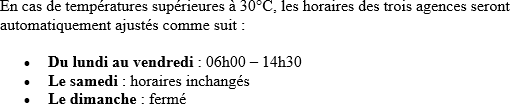 En cas de températures supérieures à 30°C, les horaires des trois agences seront
automatiquement ajustés comme suit :
• Du lundi au vendredi : 06h00 – 14h30
• Le samedi : horaires inchangés
• Le dimanche : fermé